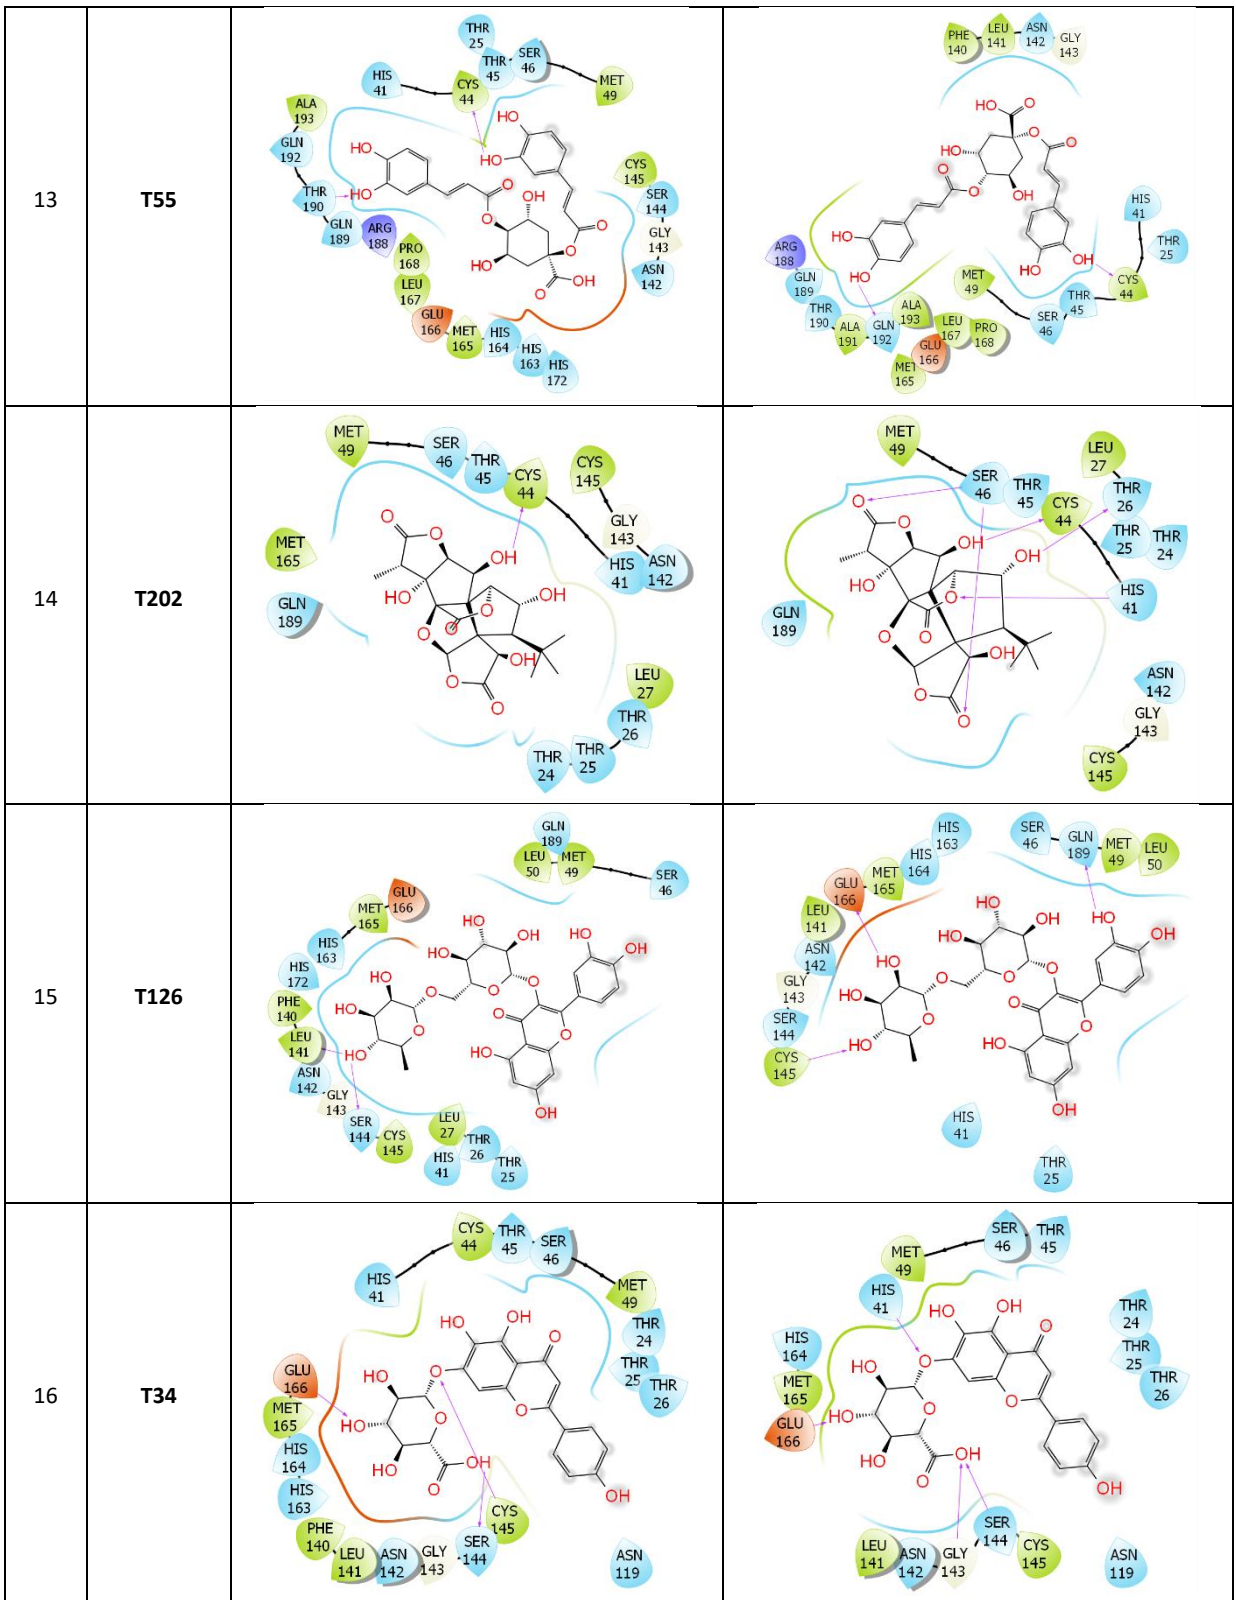 13
T55
THR
25
THR
45
SER
46
HIS
41
CYS
44
MET
49
ALA
193
GLN
192
THR
190
GLN
189
ARG
188
PRO
168
LEU
167
GLU
166
MET
165
HIS
164
HIS
163
HIS
172
CYS
145
SER
144
GLY
143
ASN
142
HO
HO
HO
HO
O
O
HO
HO
O
O
OH
O
PHE
140
LEU
141
ASN
142
GLY
143
HO
O
O
O
HO
O
O
OH
HO
HO
HO
OH
HIS
41
THR
25
CYS
44
THR
45
SER
46
MET
49
ARG
188
GLN
189
THR
190
ALA
191
GLN
192
ALA
193
LEU
167
PRO
168
GLU
166
MET
165
14
T202
MET
49
SER
46
THR
45
CYS
44
CYS
145
GLY
143
HIS
41
ASN
142
MET
165
GLN
189
LEU
27
THR
26
THR
25
THR
24
O
O
OH
HO
O
O
OH
O
OH
O
O
MET
49
SER
46
THR
45
CYS
44
LEU
27
THR
26
THR
25
THR
24
HIS
41
GLN
189
ASN
142
GLY
143
CYS
145
O
O
OH
OH
HO
O
O
O
OH
O
O
15
T126
GLN
189
LEU
50
MET
49
SER
46
GLU
166
MET
165
HIS
163
HIS
172
PHE
140
LEU
141
ASN
142
GLY
143
SER
144
CYS
145
LEU
27
HIS
41
THR
26
THR
25
HO
OH
HO
HO
OH
O
O
HO
HO
O
O
HO
O
O
HO
OH
HIS
163
HIS
164
MET
165
GLU
166
LEU
141
ASN
142
GLY
143
SER
144
CYS
145
SER
46
GLN
189
MET
49
LEU
50
HIS
41
THR
25
HO
OH
HO
OH
OH
O
O
HO
HO
O
O
O
O
HO
OH
HO
16
T34
CYS
44
THR
45
SER
46
HIS
41
MET
49
THR
24
THR
25
THR
26
GLU
166
MET
165
HIS
164
HIS
163
PHE
140
LEU
141
ASN
142
GLY
143
SER
144
CYS
145
ASN
119
HO
OH
O
O
HO
HO
O
O
HO
OH
O
OH
SER
46
THR
45
MET
49
HIS
41
THR
24
THR
25
THR
26
HIS
164
MET
165
GLU
166
LEU
141
ASN
142
GLY
143
SER
144
CYS
145
ASN
119
HO
OH
O
O
HO
HO
O
O
HO
OH
O
OH